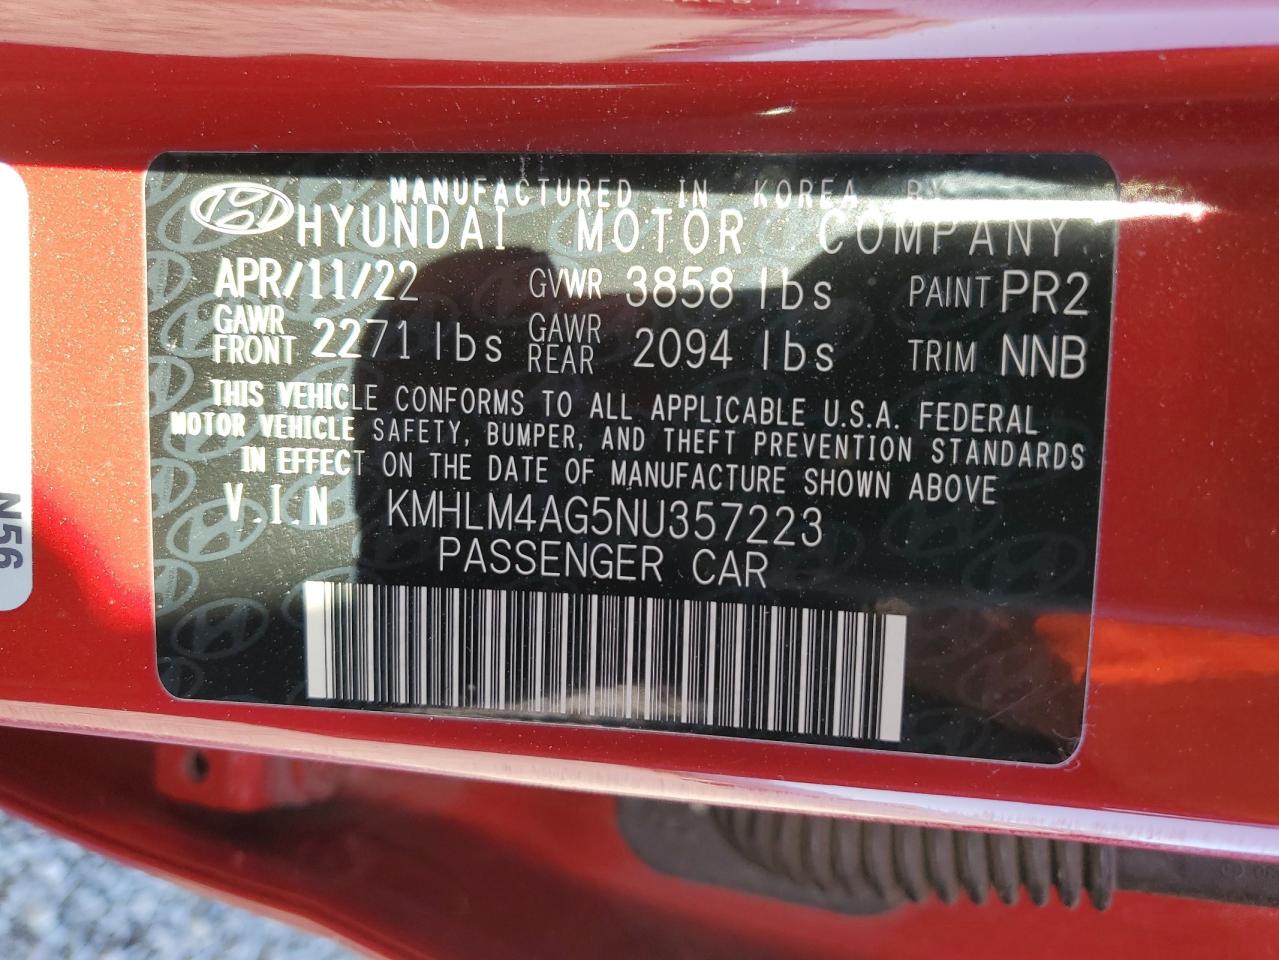 MANUFACTURED IN KOREA BY
HYUNDAI MOTOR COMPANY
APR/11/22 GVWR 3858 lbs PAINT PR2
GAWR FRONT 2271 lbs GAWR REAR 2094 lbs TRIM NNB
THIS VEHICLE CONFORMS TO ALL APPLICABLE U.S.A. FEDERAL
MOTOR VEHICLE SAFETY, BUMPER, AND THEFT PREVENTION STANDARDS
IN EFFECT ON THE DATE OF MANUFACTURE SHOWN ABOVE
V.I.N KMHLM4AG5NU357223
PASSENGER CAR
N56